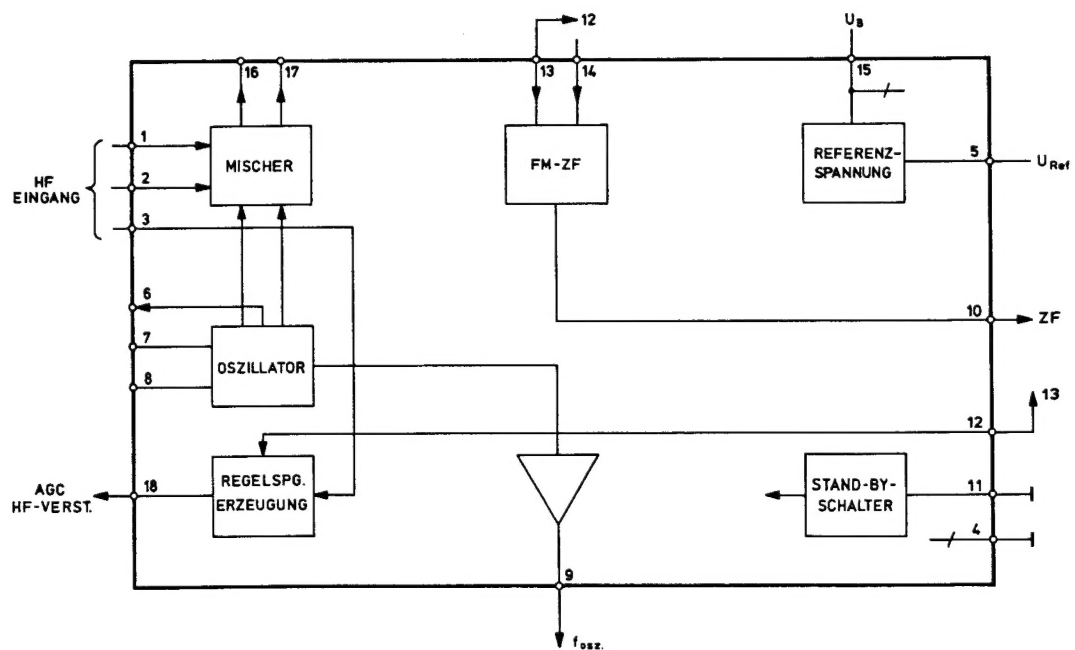 12
U_B
16
17
13
14
15
1
MISCHER
FM-ZF
REFERENZ-
SPANNUNG
5
U_Ref
HF
EINGANG
2
3
6
10
ZF
7
OSZILLATOR
8
13
12
AGC
HF-VERST.
18
REGELSPG.
ERZEUGUNG
STAND-BY-
SCHALTER
11
4
9
f_osz.